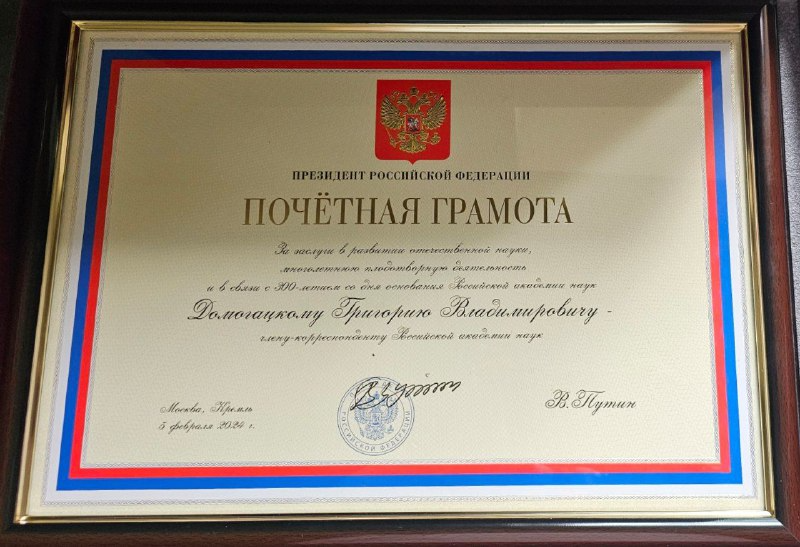 ПРЕЗИДЕНТ РОССИЙСКОЙ ФЕДЕРАЦИИ
ПОЧЁТНАЯ ГРАМОТА
За заслуги в развитии отечественной науки,
многолетнюю плодотворную деятельность
и в связи с 300-летием со дня основания Российской академии наук
Домогацкому Григорию Владимировичу -
члену-корреспонденту Российской академии наук
Москва, Кремль
5 февраля 2024 г.
В.Путин
РОССИЙСКОЙ ФЕДЕРАЦИИ